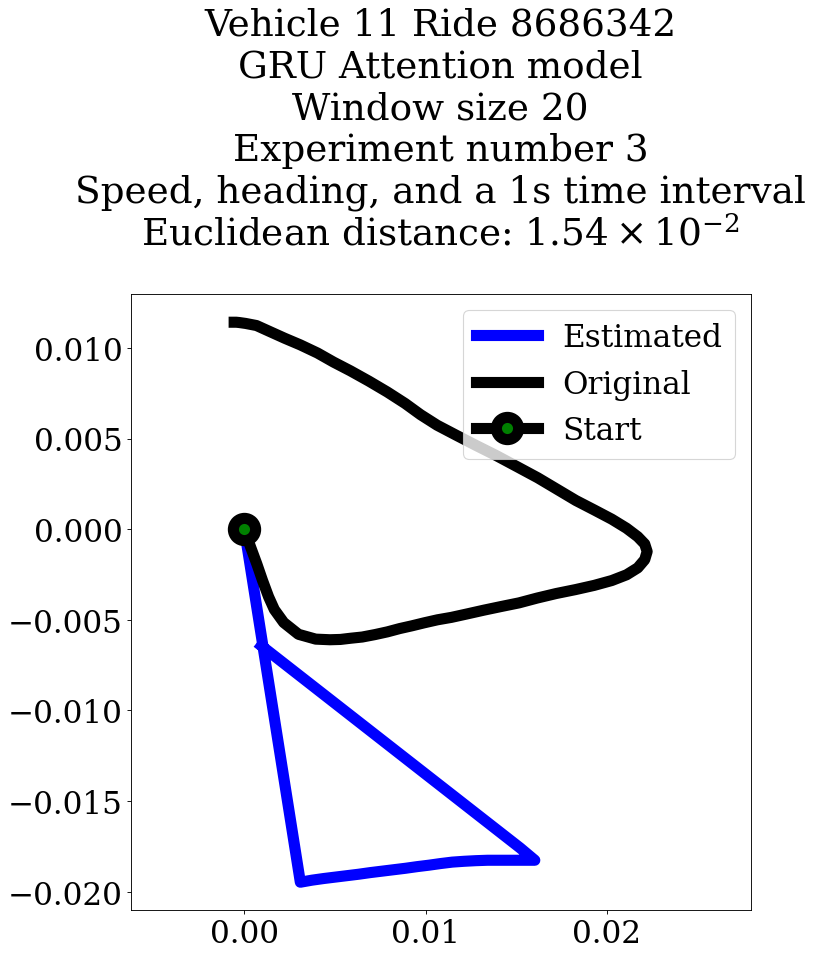 Vehicle 11 Ride 8686342
GRU Attention model
Window size 20
Experiment number 3
Speed, heading, and a 1s time interval
Euclidean distance: 1.54 × 10⁻²
Estimated
Original
Start
0.010
0.005
0.000
−0.005
−0.010
−0.015
−0.020
0.00 0.01 0.02